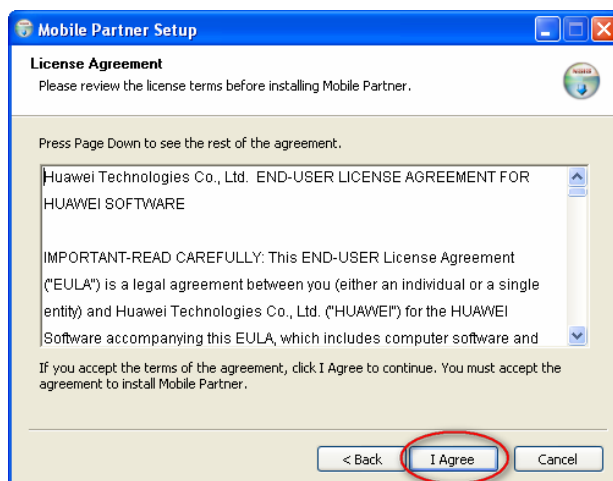 Mobile Partner Setup
License Agreement
Please review the license terms before installing Mobile Partner.
Press Page Down to see the rest of the agreement.
Huawei Technologies Co., Ltd.  END-USER LICENSE AGREEMENT FOR
HUAWEI SOFTWARE
IMPORTANT-READ CAREFULLY: This END-USER License Agreement
("EULA") is a legal agreement between you (either an individual or a single
entity) and Huawei Technologies Co., Ltd. ("HUAWEI") for the HUAWEI
Software accompanying this EULA, which includes computer software and
If you accept the terms of the agreement, click I Agree to continue. You must accept the
agreement to install Mobile Partner.
< Back
I Agree
Cancel